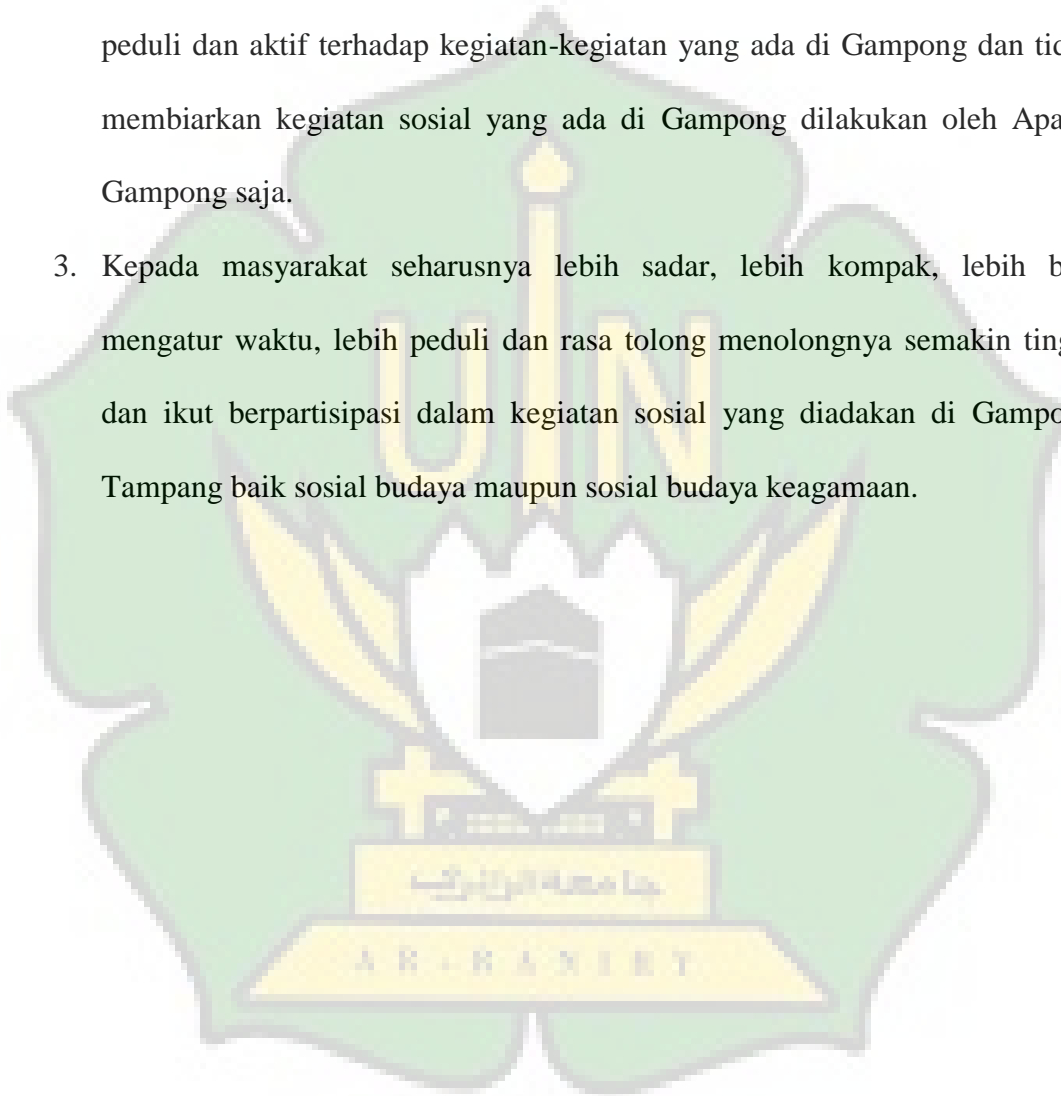 peduli dan aktif terhadap kegiatan-kegiatan yang ada di Gampong dan
membiarkan kegiatan sosial yang ada di Gampong dilakukan oleh
Gampong saja.
3. Kepada masyarakat seharusnya lebih sadar, lebih kompak, lebih
mengatur waktu, lebih peduli dan rasa tolong menolongnya semakin
dan ikut berpartisipasi dalam kegiatan sosial yang diadakan di
Tampang baik sosial budaya maupun sosial budaya keagamaan.
UIN
جامعة الرانري
AR-RANIRY